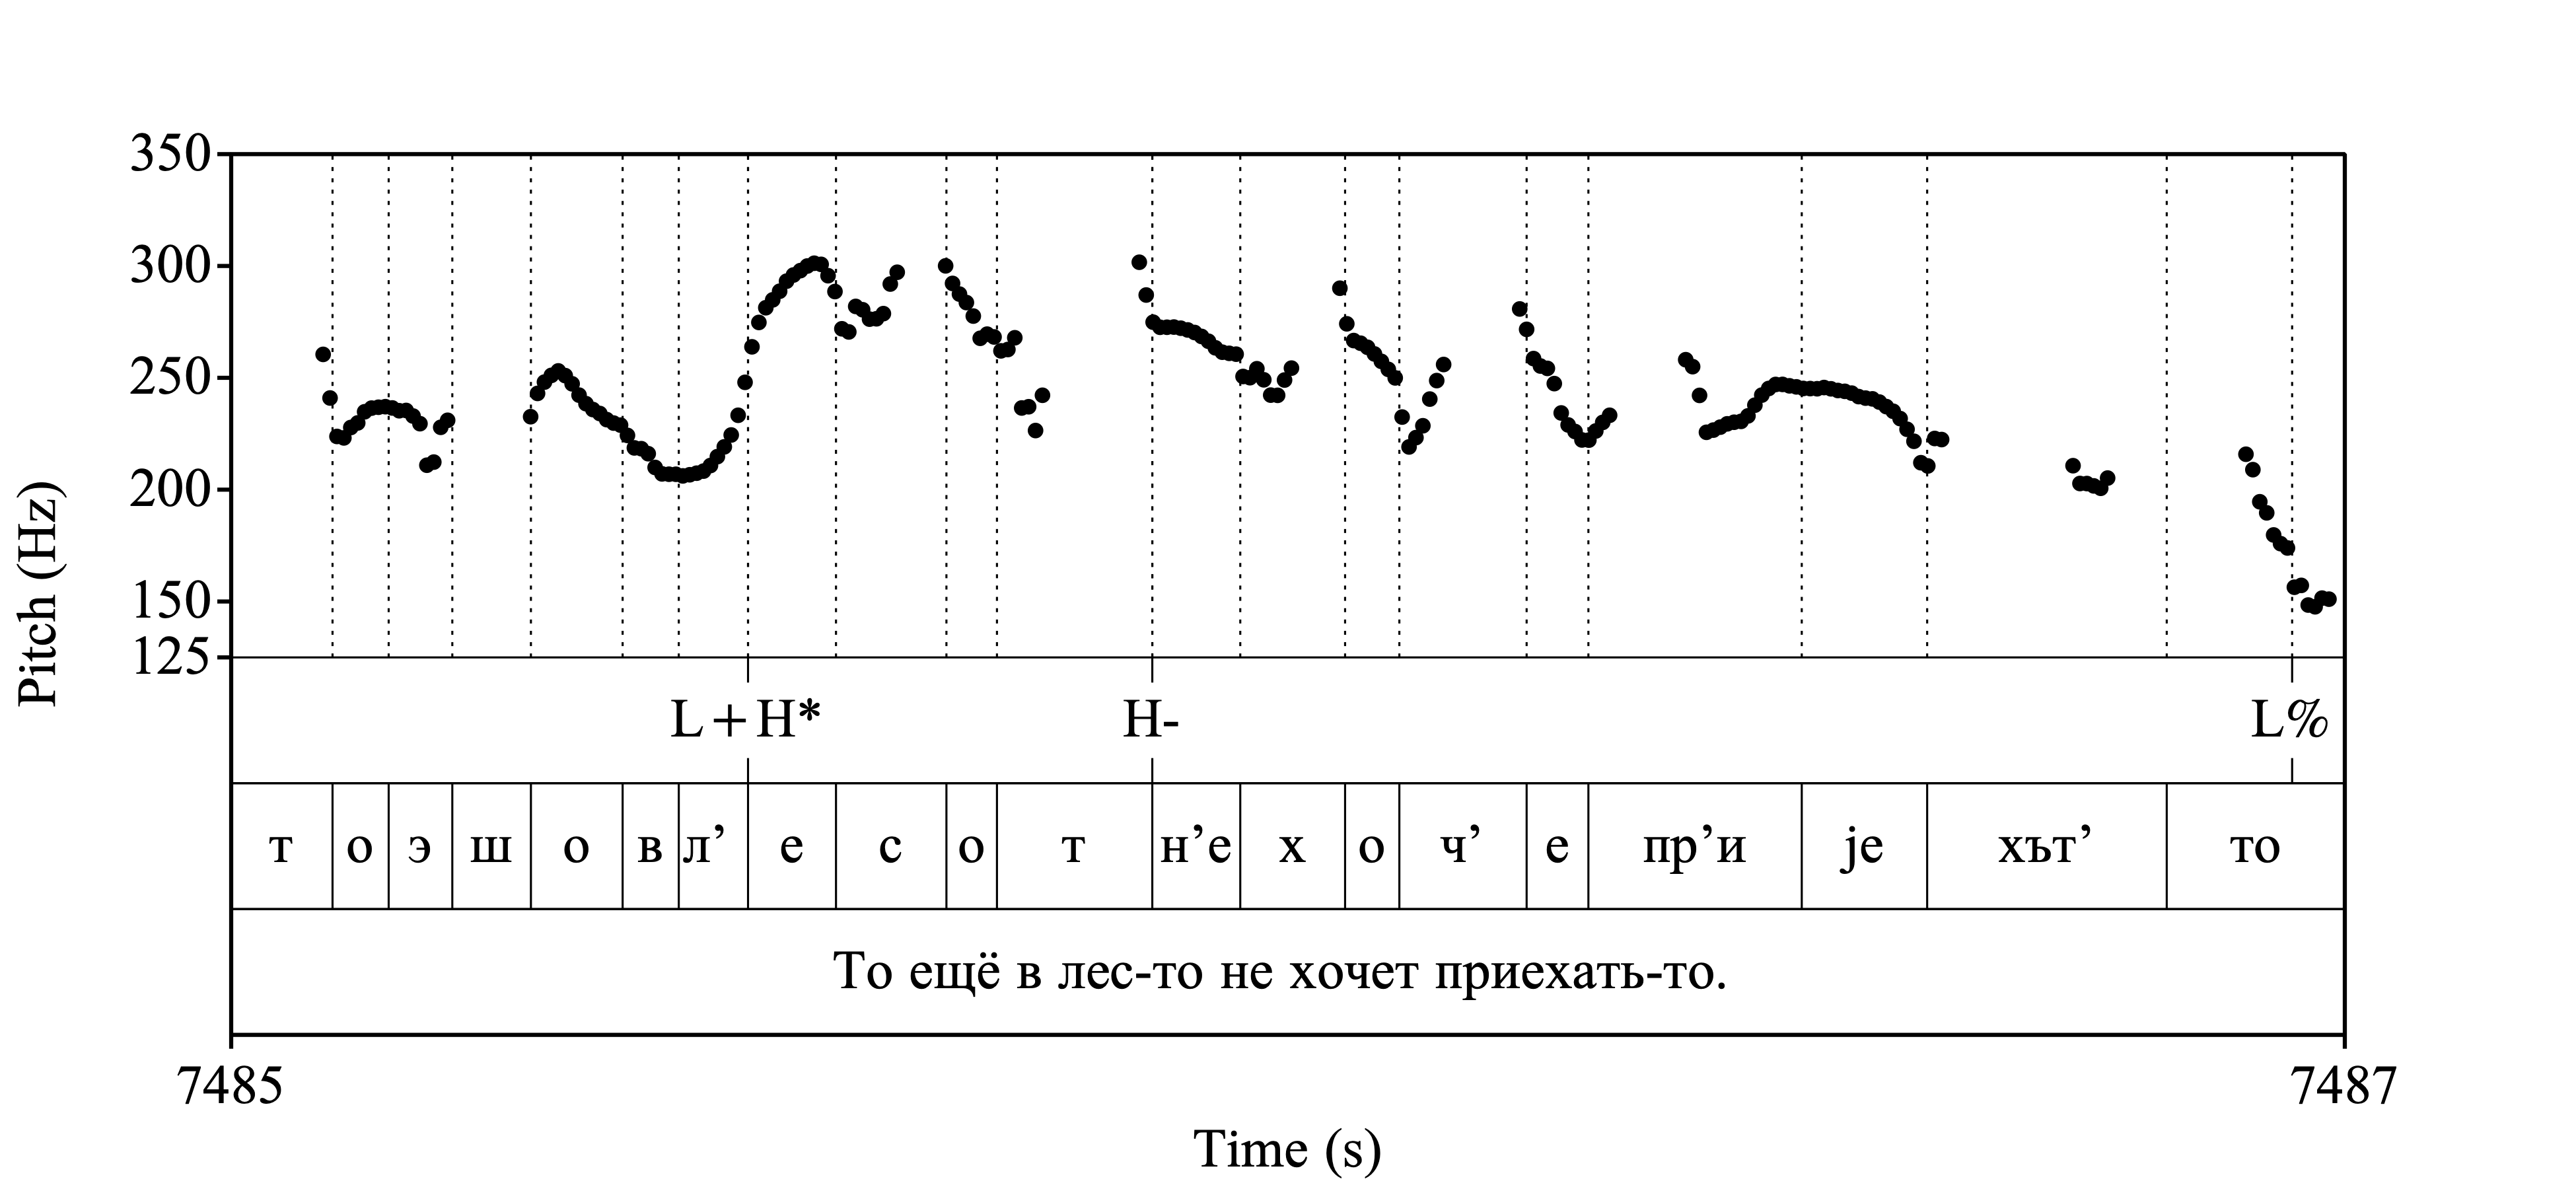 Pitch (Hz)
350
300
250
200
150
125
L+H* H- L%
т о э ш о в л’ е с о т н’е х о ч’ е пр’и је хът’ то
То ещё в лес-то не хочет приехать-то.
7485 7487
Time (s)